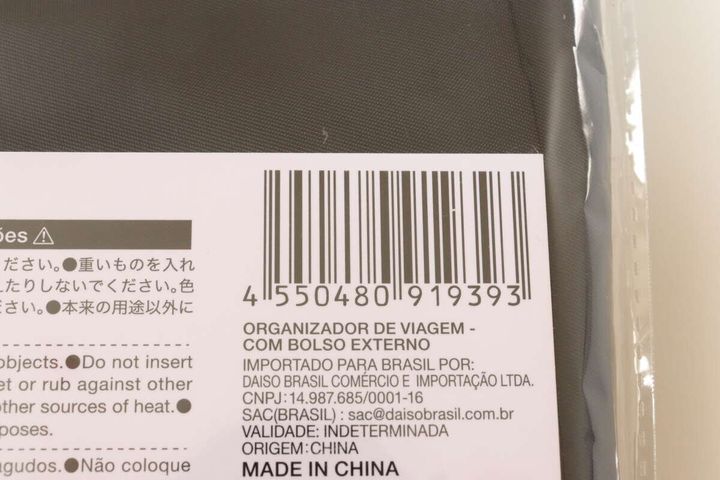 ões
ださい。●重いものを入れ
たりしないでください。色
ださい。●本来の用途以外に
objects.●Do not insert
et or rub against other
other sources of heat.●
poses.
agudos.●Não coloque
4 550480 919393
ORGANIZADOR DE VIAGEM -
COM BOLSO EXTERNO
IMPORTADO PARA BRASIL POR:
DAISO BRASIL COMÉRCIO E IMPORTAÇÃO LTDA.
CNPJ: 14.987.685/0001-16
SAC(BRASIL) : sac@daisobrasil.com.br
VALIDADE: INDETERMINADA
ORIGEM:CHINA
MADE IN CHINA